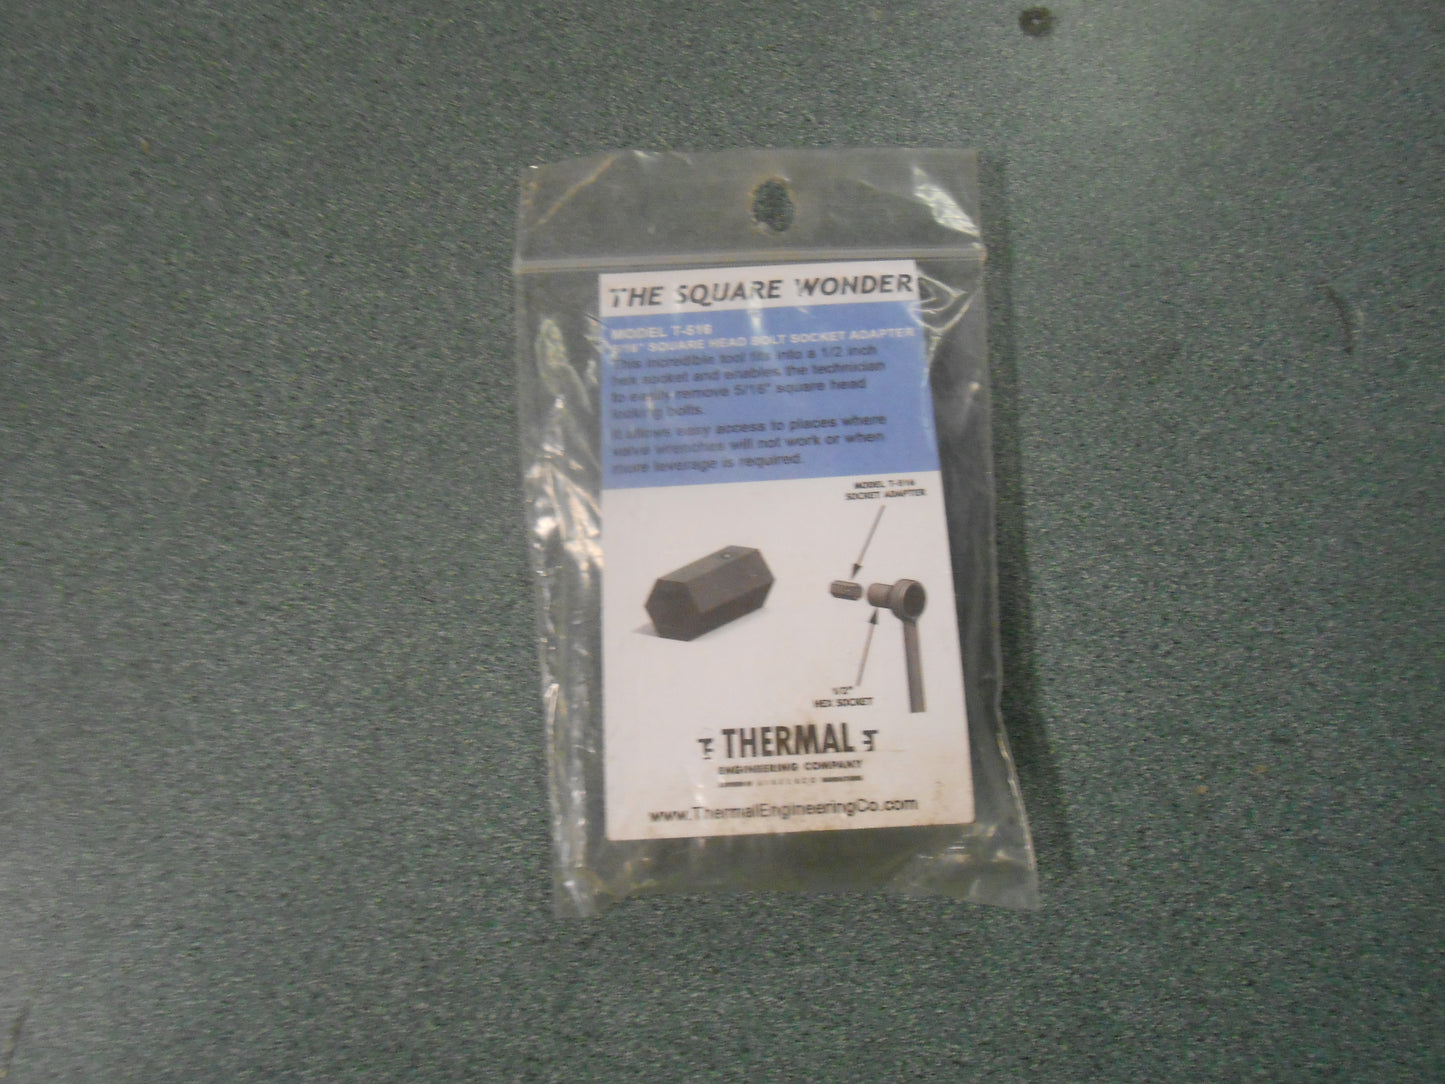 THE SQUARE WONDER
MODEL T-516
5/16" SQUARE HEAD BOLT SOCKET ADAPTER
This incredible tool fits into a 1/2 inch
hex socket and enables the technician
to easily remove 5/16" square head
locking bolts.
It allows easy access to places where
valve wrenches will not work or when
more leverage is required.
MODEL T-516
SOCKET ADAPTER
1/2"
HEX SOCKET
THERMAL
ENGINEERING COMPANY
www.ThermalEngineeringCo.com